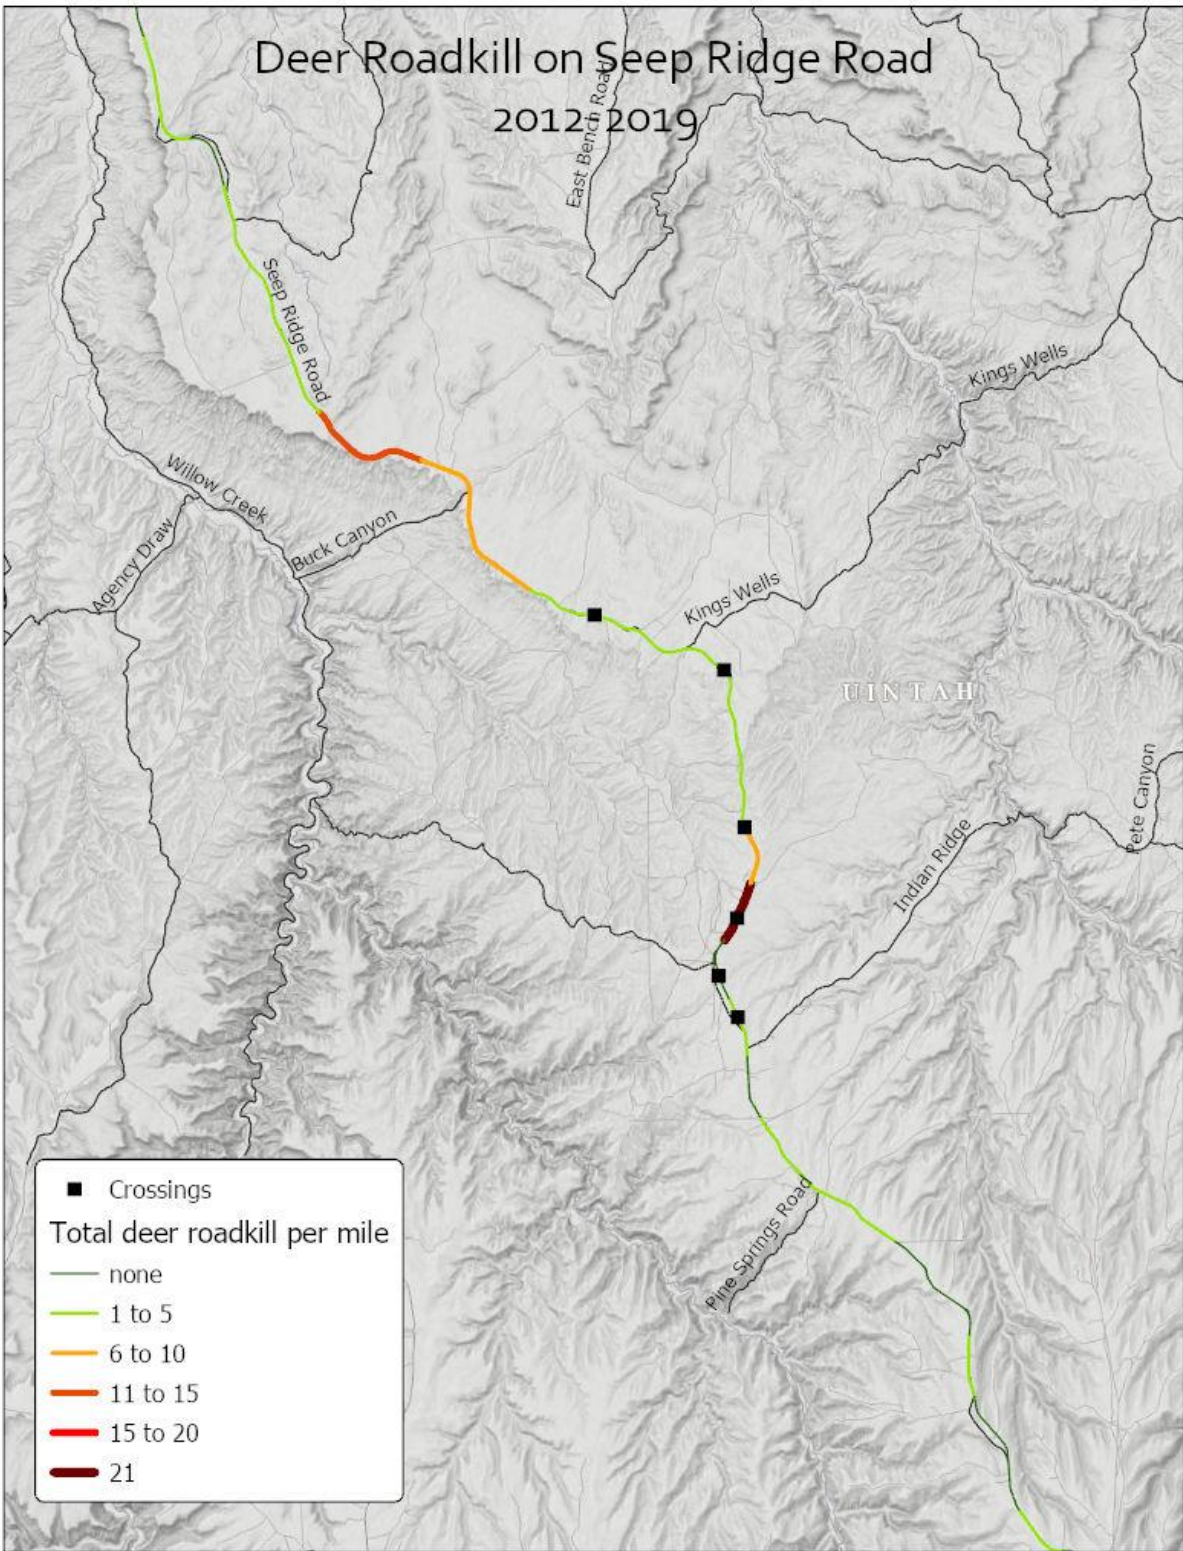 Deer Roadkill on Seep Ridge Road
2012-2019
East Bench Road
Seep Ridge Road
Kings Wells
Willow Creek
Buck Canyon
Agency Draw
Kings Wells
UINTAH
Pete Canyon
Indian Ridge
Pine Springs Road
Crossings
Total deer roadkill per mile
none
1 to 5
6 to 10
11 to 15
15 to 20
21